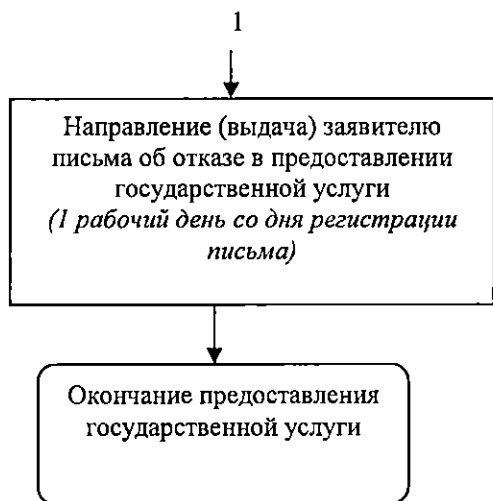 1
Направление (выдача) заявителю
письма об отказе в предоставлении
государственной услуги
(1 рабочий день со дня регистрации
письма)
Окончание предоставления
государственной услуги